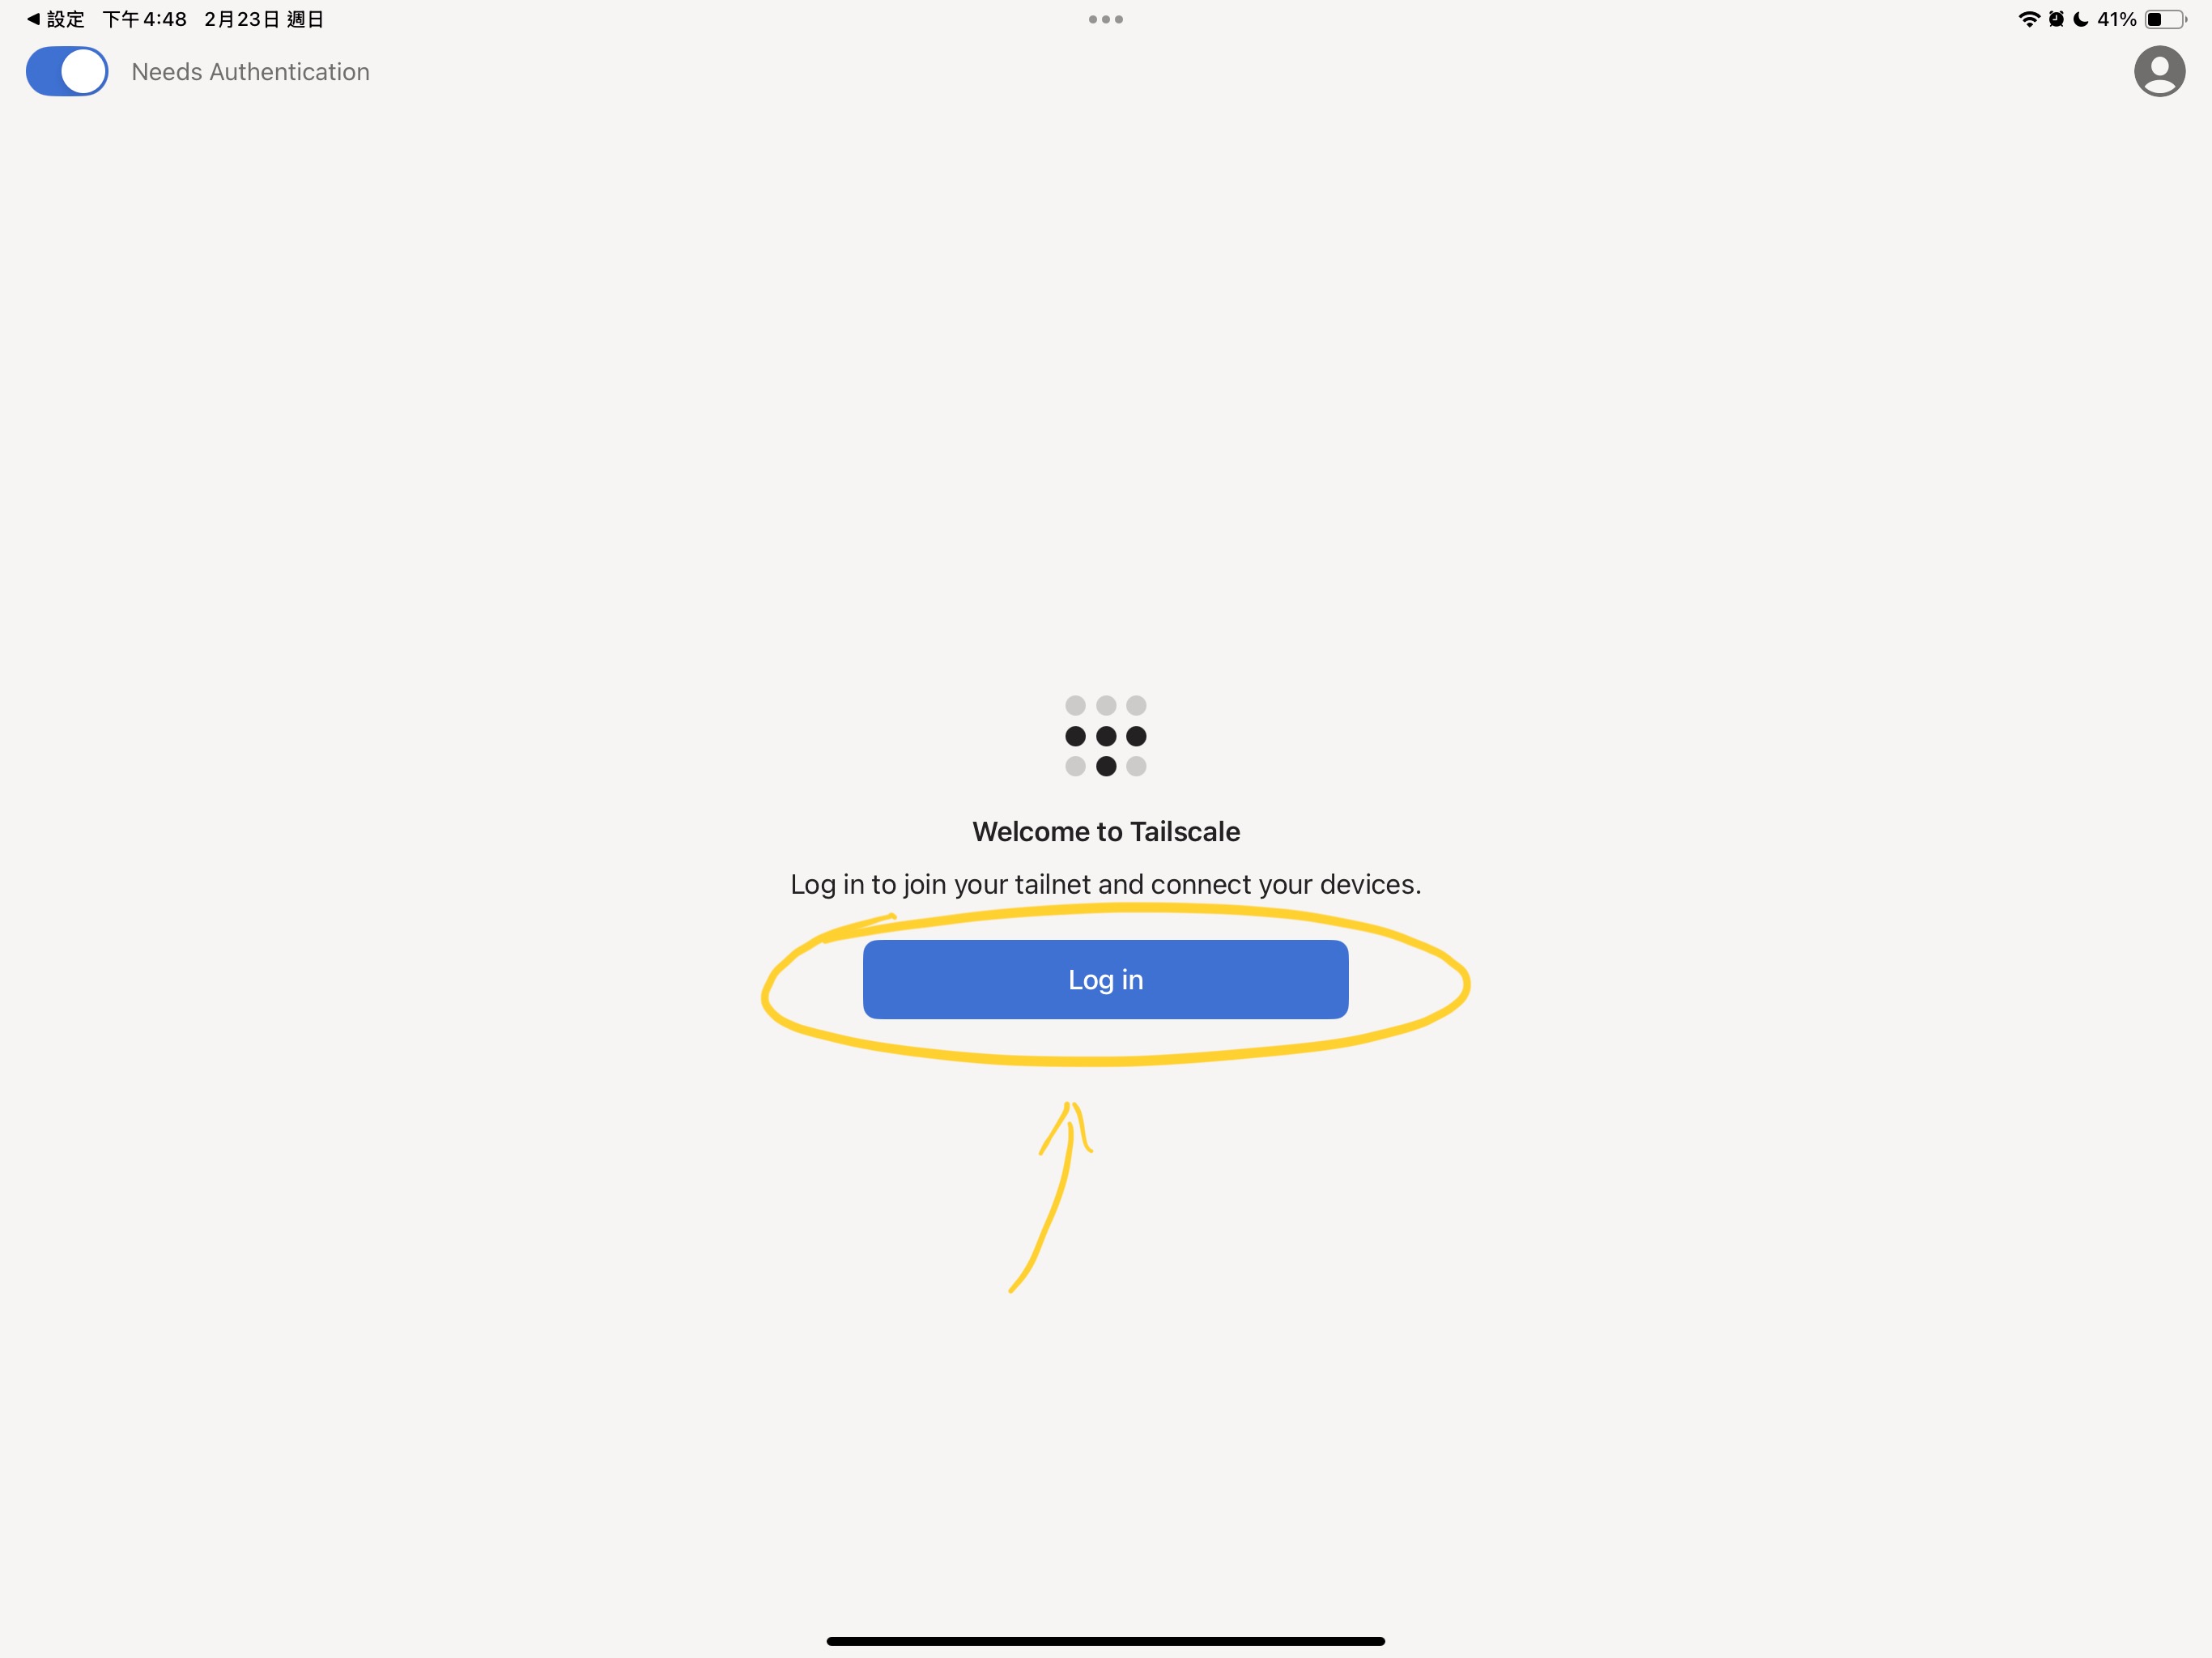 設定 下午4:48 2月23日 週日 41%
Needs Authentication
Welcome to Tailscale
Log in to join your tailnet and connect your devices.
Log in